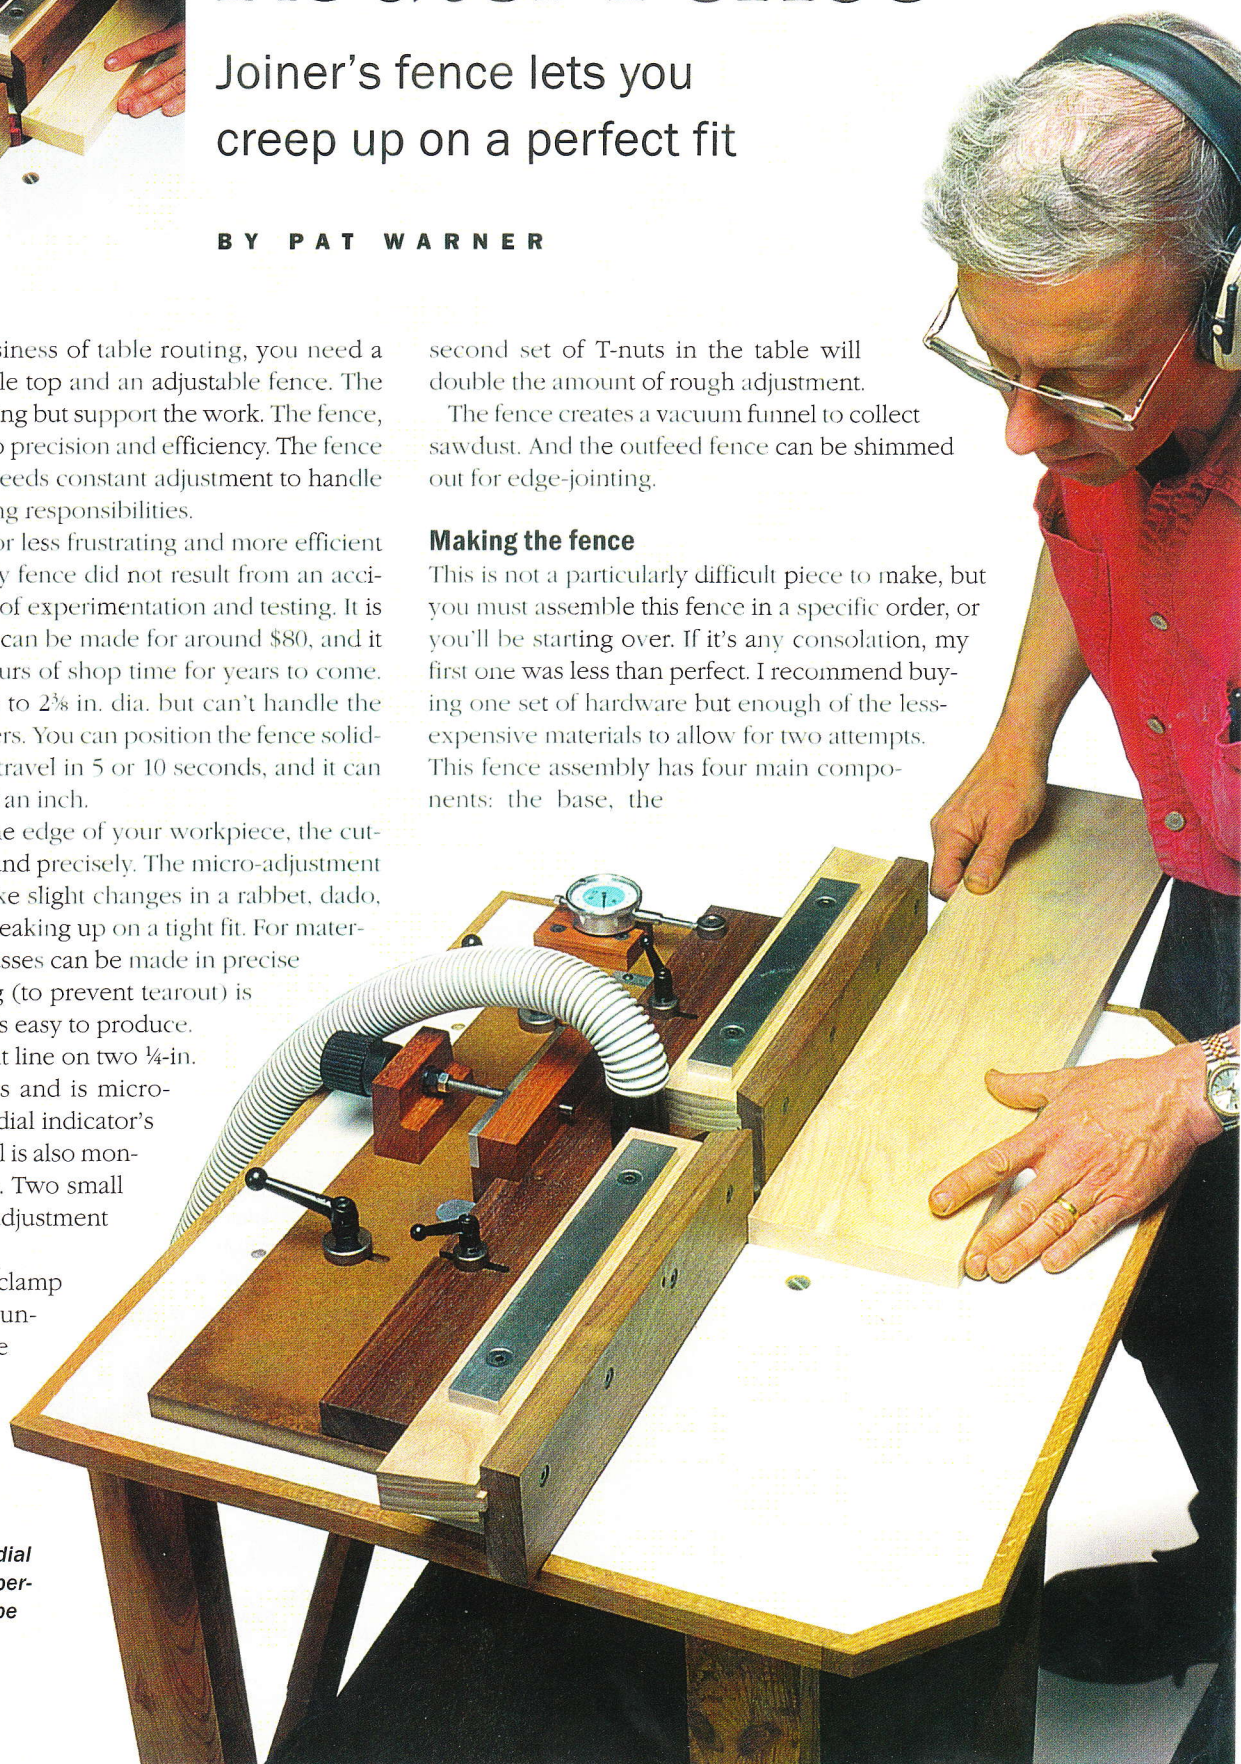 Joiner's fence lets you
creep up on a perfect fit
BY PAT WARNER
of table routing, you need a
top and an adjustable fence. The
but support the work. The fence,
precision and efficiency. The fence
constant adjustment to handle
responsibilities.
or less frustrating and more efficient
fence did not result from an acci-
of experimentation and testing. It is
can be made for around $80, and it
of shop time for years to come.
to 2⅜ in. dia. but can't handle the
You can position the fence solid-
travel in 5 or 10 seconds, and it can
an inch.
edge of your workpiece, the cut-
and precisely. The micro-adjustment
slight changes in a rabbet, dado,
up on a tight fit. For mater-
can be made in precise
(to prevent tearout) is
easy to produce.
line on two ¼-in.
and is micro-
dial indicator's
is also mon-
. Two small
adjustment
clamp
un-
dial
per-
be
second set of T-nuts in the table will
double the amount of rough adjustment.
The fence creates a vacuum funnel to collect
sawdust. And the outfeed fence can be shimmed
out for edge-jointing.
Making the fence
This is not a particularly difficult piece to make, but
you must assemble this fence in a specific order, or
you'll be starting over. If it's any consolation, my
first one was less than perfect. I recommend buy-
ing one set of hardware but enough of the less-
expensive materials to allow for two attempts.
This fence assembly has four main compo-
nents: the base, the